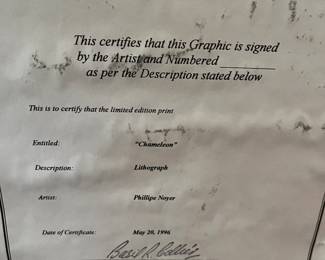 This certifies that this Graphic is signed
by the Artist and Numbered ________
as per the Description stated below
This is to certify that the limited edition print
Entitled: "Chameleon"
Description: Lithograph
Artist: Phillipe Noyer
Date of Certificate: May 20, 1996
Basil R.